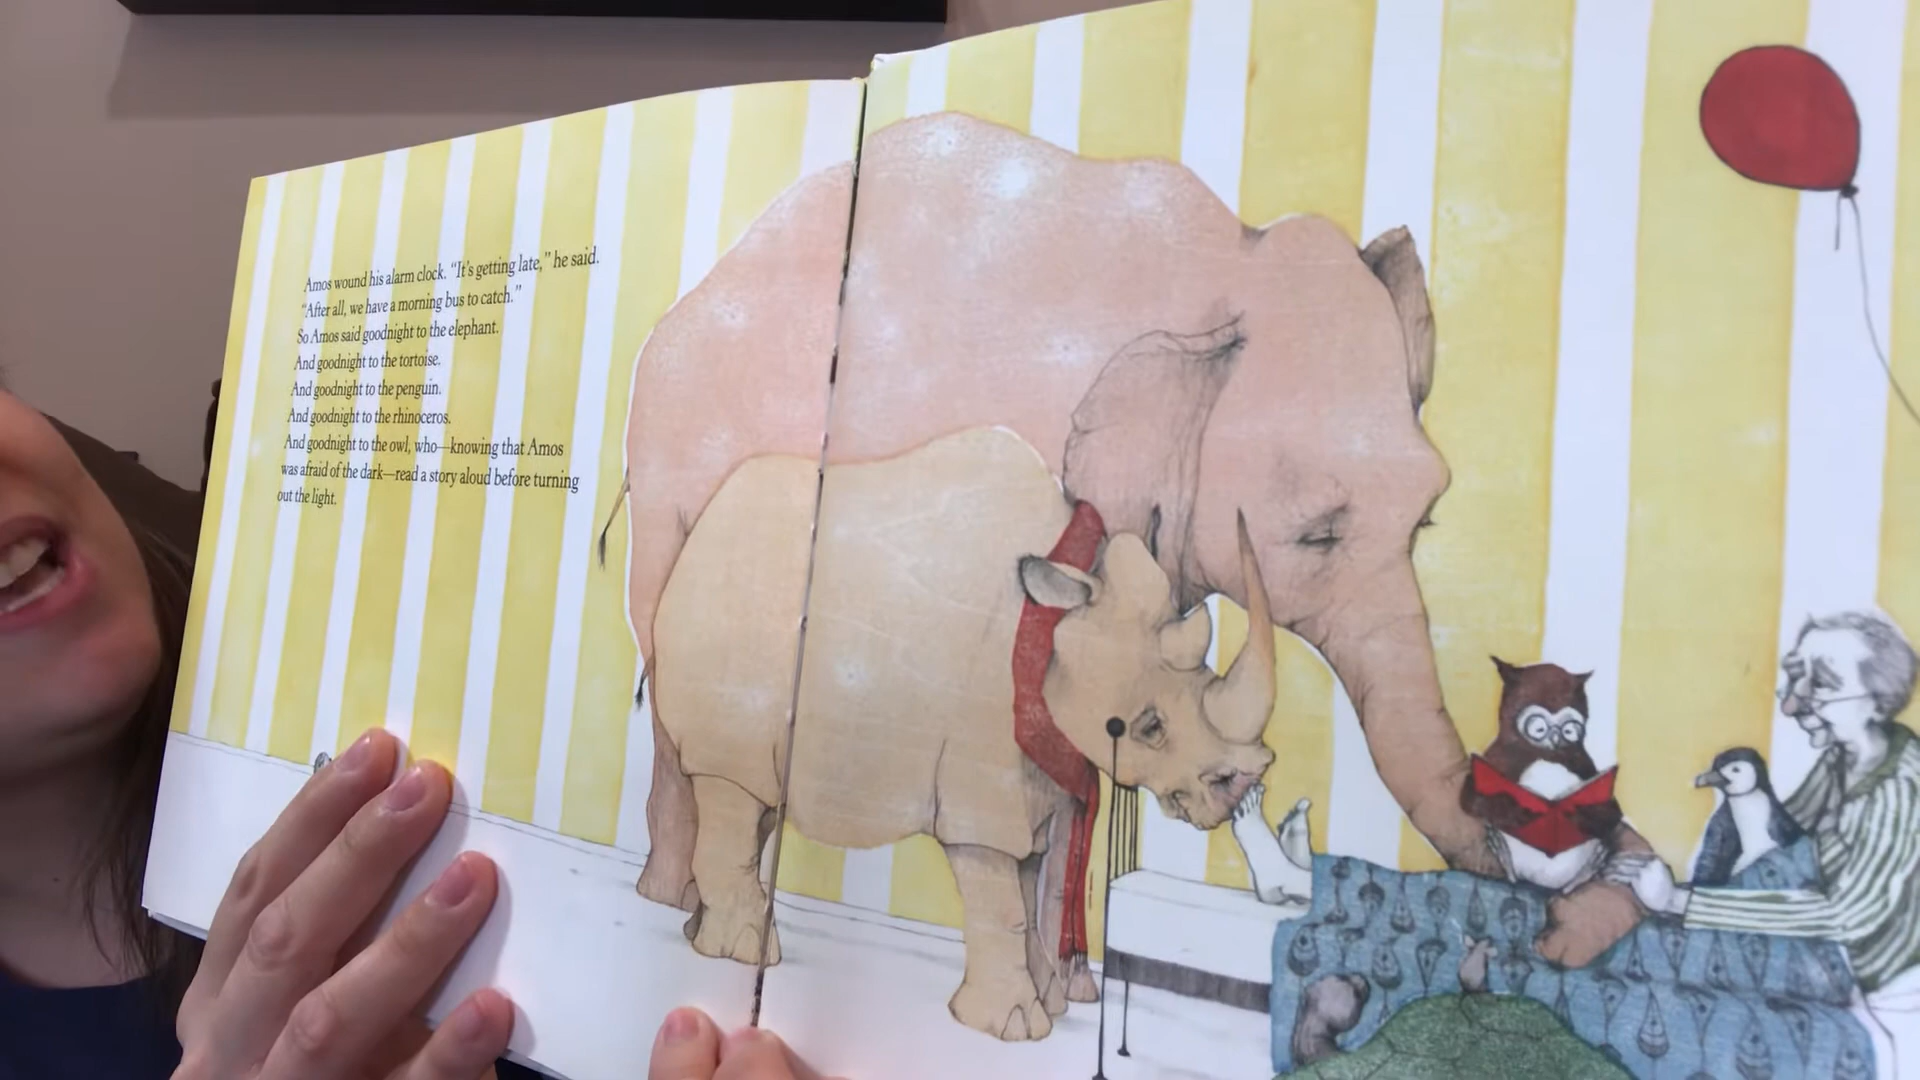 Amos wound his alarm clock. “It’s getting late,” he said.
“After all, we have a morning bus to catch.”
So Amos said goodnight to the elephant.
And goodnight to the tortoise.
And goodnight to the penguin.
And goodnight to the rhinoceros.
And goodnight to the owl, who—knowing that Amos
was afraid of the dark—read a story aloud before turning
out the light.